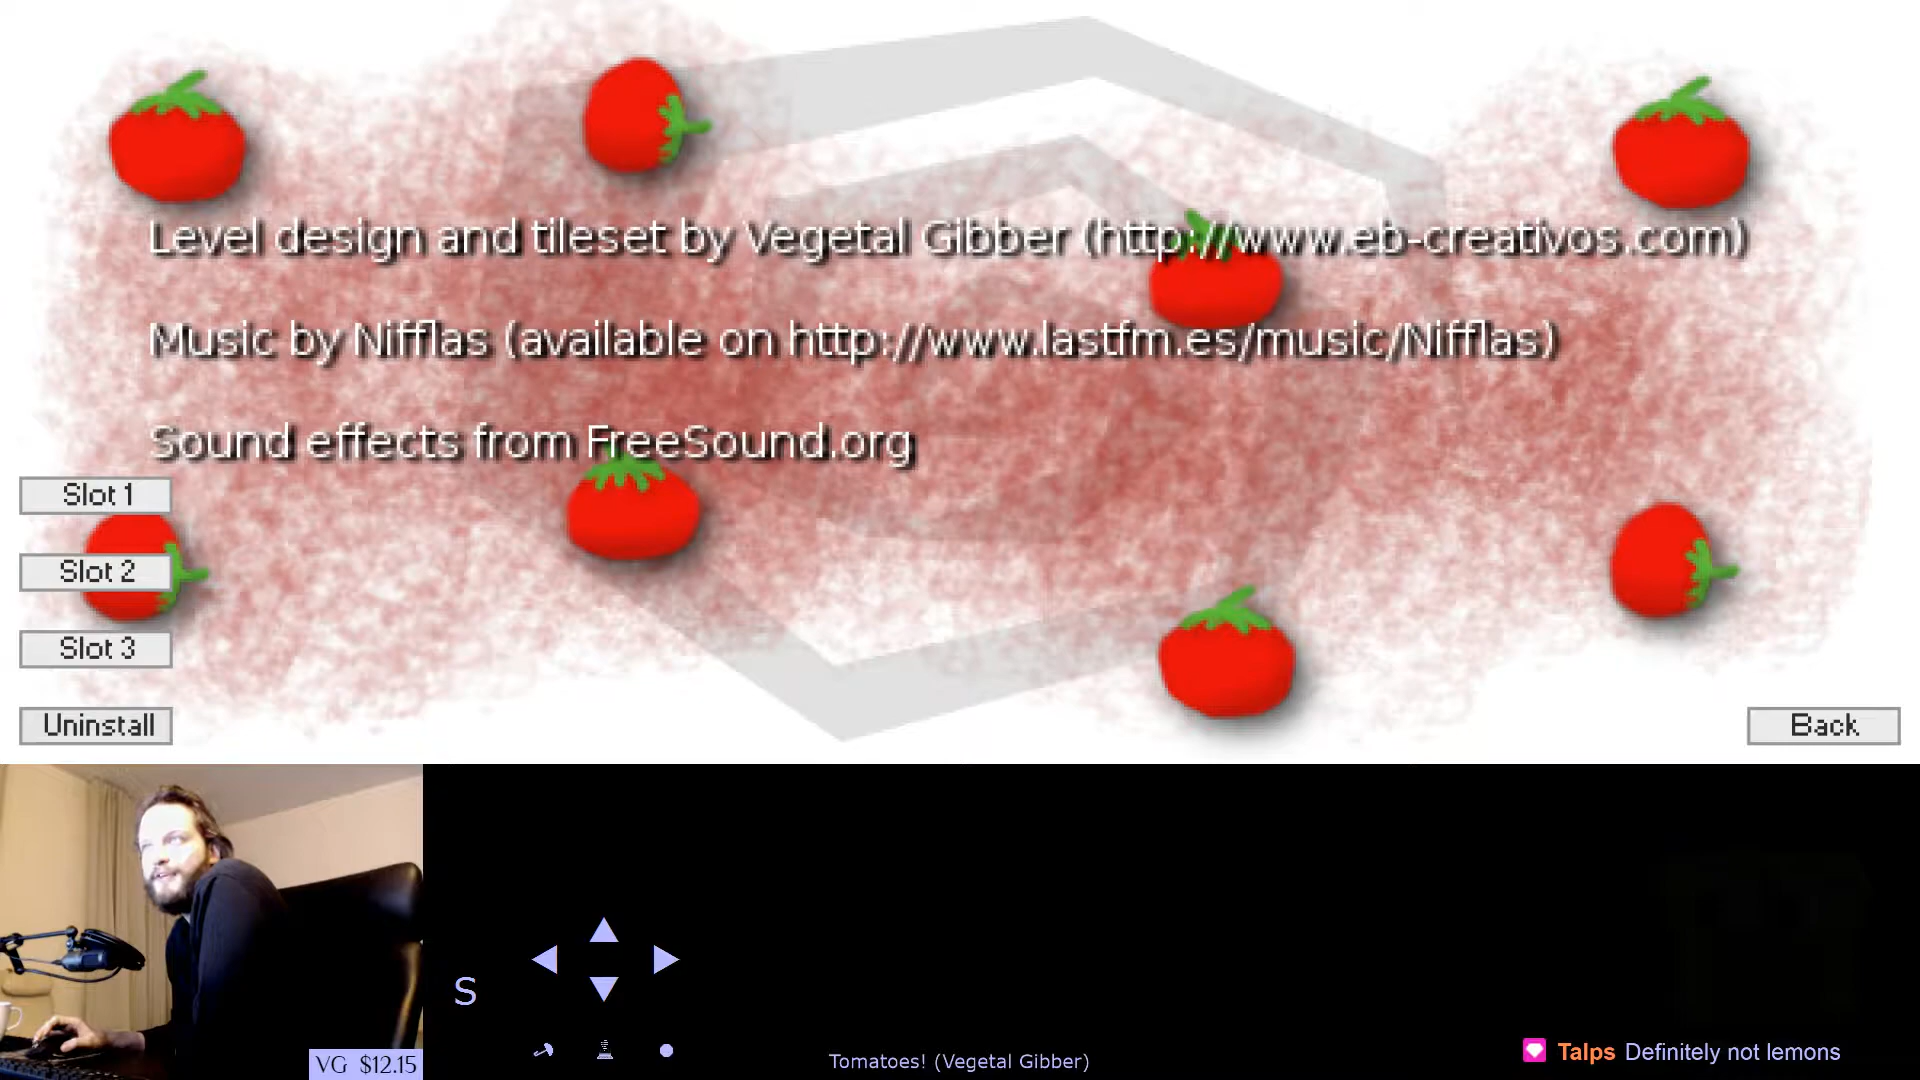 Level design and tileset by Vegetal Gibber (http://www.eb-creativos.com)
Music by Nifflas (available on http://www.lastfm.es/music/Nifflas)
Sound effects from FreeSound.org
Slot 1
Slot 2
Slot 3
Uninstall
Back
S
VG $12.15
Tomatoes! (Vegetal Gibber)
Talps Definitely not lemons